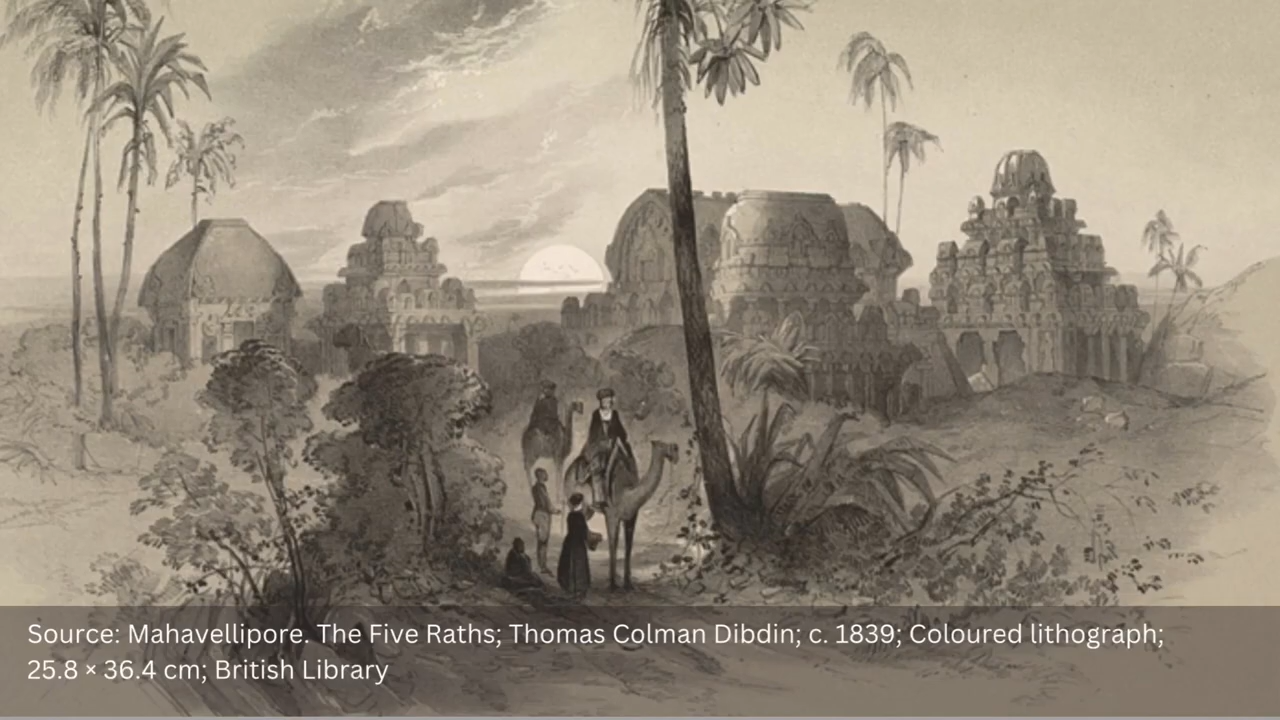 Source: Mahavellipore. The Five Raths; Thomas Colman Dibdin; c. 1839; Coloured lithograph;
25.8 × 36.4 cm; British Library